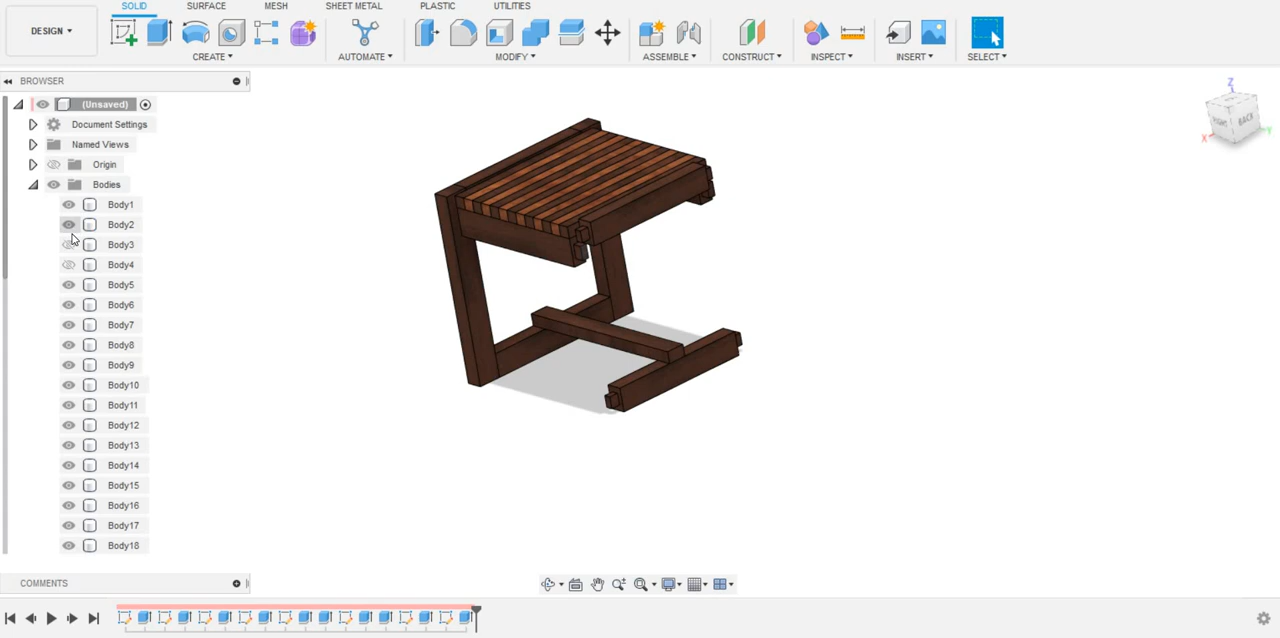 SOLID SURFACE MESH SHEET METAL PLASTIC UTILITIES
DESIGN
CREATE AUTOMATE MODIFY ASSEMBLE CONSTRUCT INSPECT INSERT SELECT
BROWSER
(Unsaved)
Document Settings
Named Views
Origin
Bodies
Body1
Body2
Body3
Body4
Body5
Body6
Body7
Body8
Body9
Body10
Body11
Body12
Body13
Body14
Body15
Body16
Body17
Body18
COMMENTS
Z
X
Y
BACK